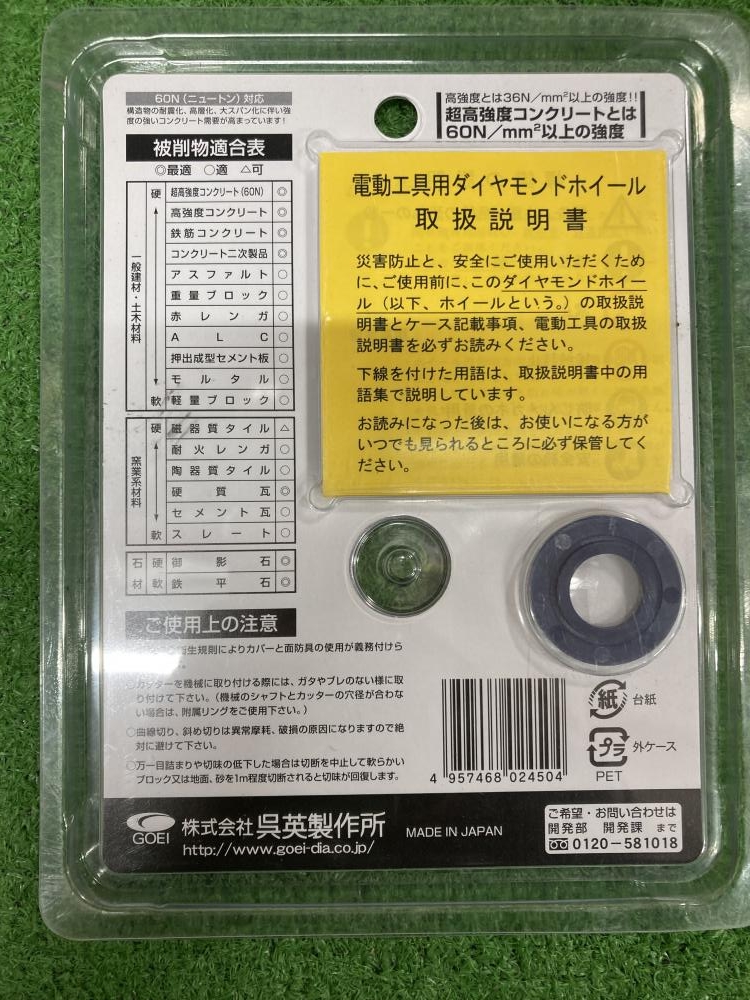 60N（ニュートン）対応
構造物の耐震化、高層化、大スパン化に伴い強
度の強いコンクリート需要が高まっています!
高強度とは36N／mm²以上の強度!!
超高強度コンクリートとは
60N／mm²以上の強度
被削物適合表
◎最適 ○適 △可
一般建材・土木材料
硬 超高強度コンクリート（60N） ◎
高強度コンクリート ◎
鉄筋コンクリート ◎
コンクリート二次製品 ◎
アスファルト ○
重量ブロック ○
赤レンガ ○
ALC ○
押出成型セメント板 ○
モルタル ○
軟 軽量ブロック ○
窯業系材料
硬 磁器質タイル △
耐火レンガ ○
陶器質タイル ○
硬質瓦 ◎
セメント瓦 ○
軟 スレート ○
石材
硬 御影石 ◎
軟 鉄平石 ◎
電動工具用ダイヤモンドホイール
取扱説明書
災害防止と、安全にご使用いただくため
に、ご使用前に、このダイヤモンドホイー
ル（以下、ホイールという。）の取扱説
明書とケース記載事項、電動工具の取扱
説明書を必ずお読みください。
下線を付けた用語は、取扱説明書中の用
語集で説明しています。
お読みになった後は、お使いになる方が
いつでも見られるところに必ず保管してく
ださい。
ご使用上の注意
衛生規則によりカバーと面防具の使用が義務付けら
カッターを機械に取り付ける際には、ガタやブレのない様に取
り付けて下さい。（機械のシャフトとカッターの穴径が合わな
い場合は、附属リングをご使用下さい。）
○曲線切り、斜め切りは異常摩耗、破損の原因になりますので絶
対に避けて下さい。
○万一目詰まりや切味の低下した場合は切断を中止して軟らかい
ブロック又は地面、砂を1m程度切断されると切味が回復します。
4 957468 024504
紙 台紙
プラ 外ケース
PET
GOEI 株式会社 呉英製作所
http://www.goei-dia.co.jp/
MADE IN JAPAN
ご希望・お問い合わせは
開発部 開発課 まで
0120-581018